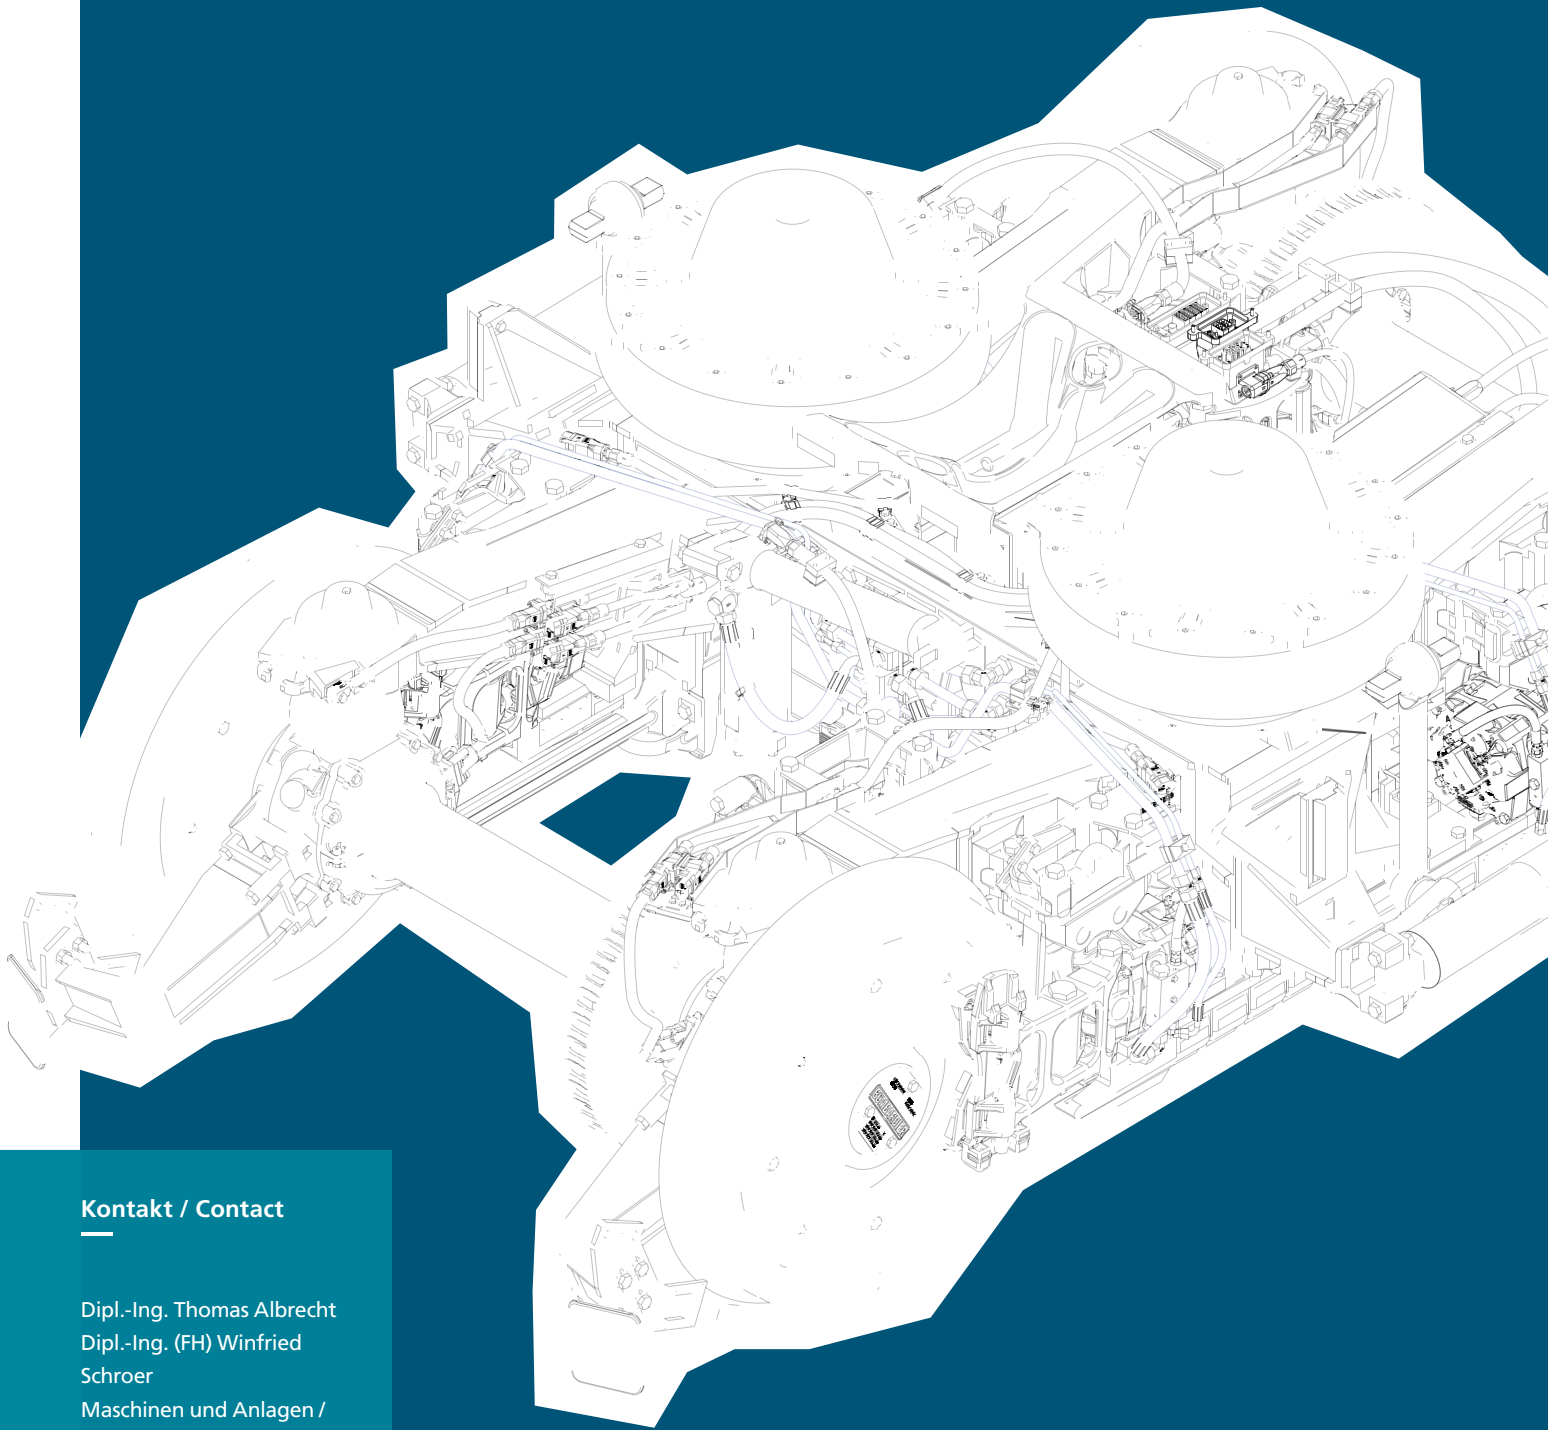 Kontakt / Contact
Dipl.-Ing. Thomas Albrecht
Dipl.-Ing. (FH) Winfried
Schroer
Maschinen und Anlagen /